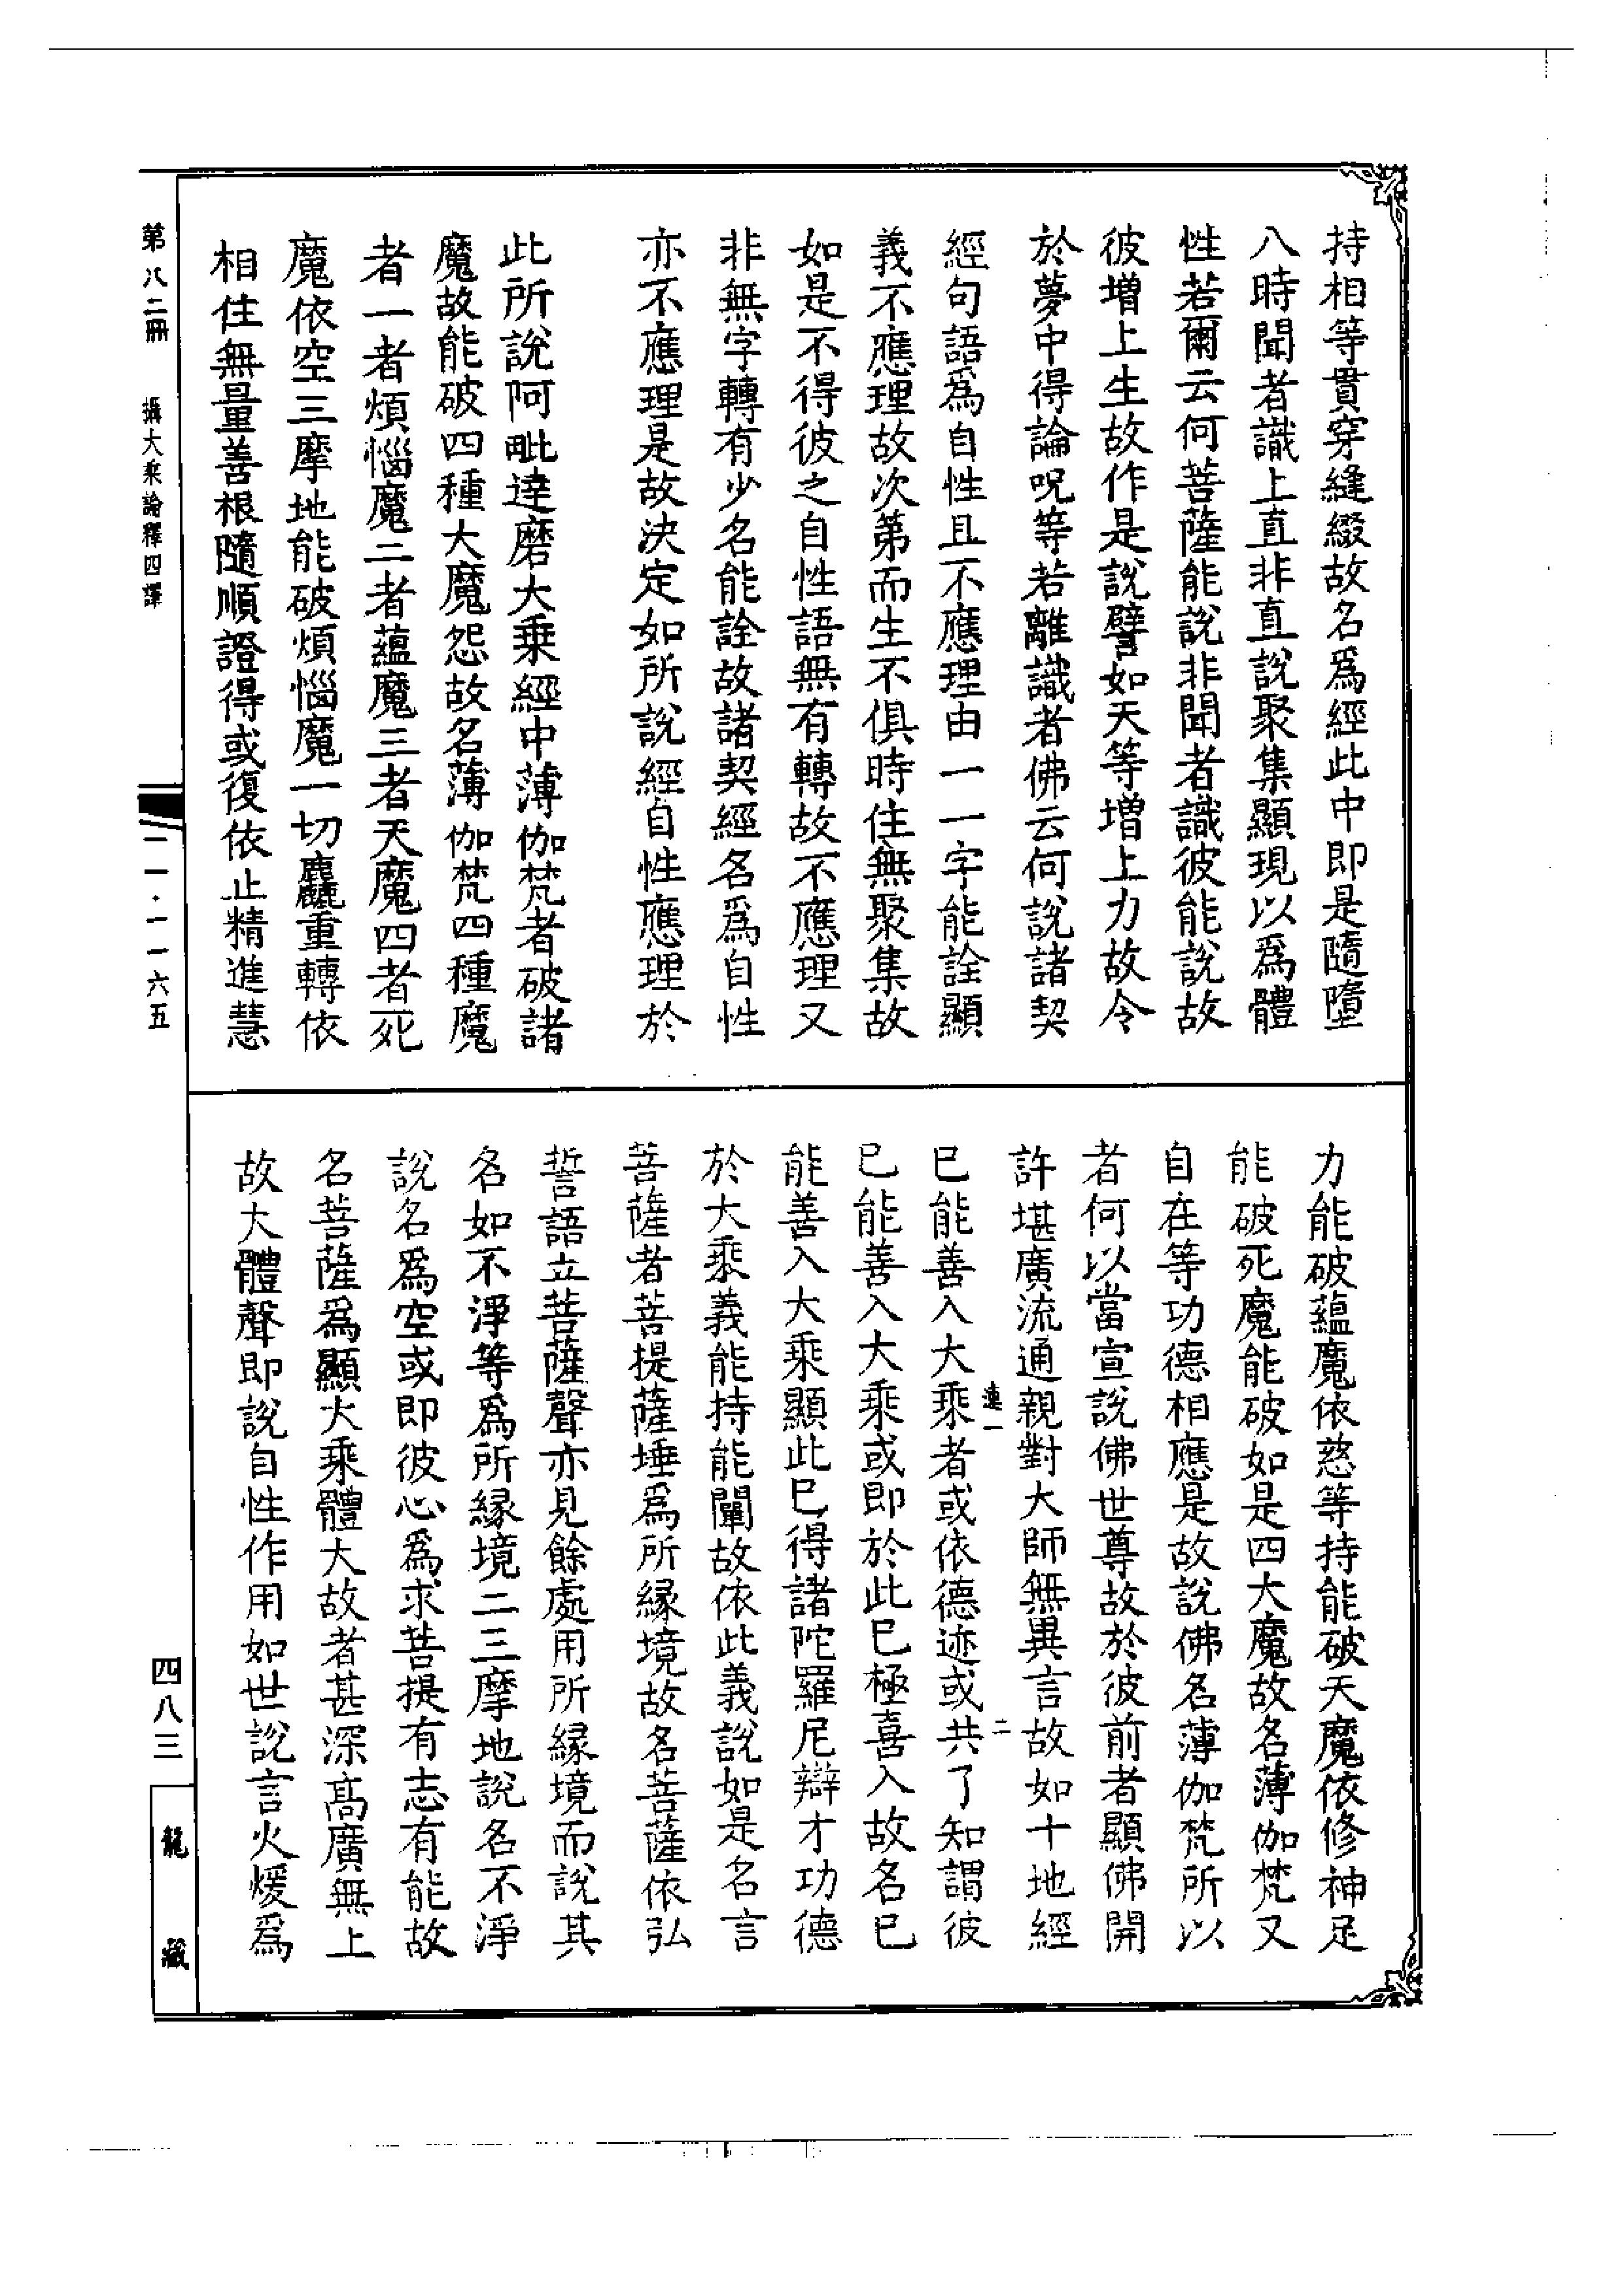 持相等貫穿縫綴故名爲經此中即是隨墮
八時聞者識上直非直說聚集顯現以爲體
性若爾云何菩薩能說非聞者識彼能說故
彼增上生故作是說譬如天等增上力故令
於夢中得論呪等若離識者佛云何說諸契
經句語爲自性且不應理由一一字能詮顯
義不應理故次第而生不俱時住無聚集故
如是不得彼之自性語無有轉故不應理又
非無字轉有少名能詮故諸契經名爲自性
亦不應理是故決定如所說經自性應理於
此所說阿毗達磨大乘經中薄伽梵者破諸
魔故能破四種大魔怨故名薄伽梵四種魔
者一者煩惱魔二者蘊魔三者天魔四者死
魔依空三摩地能破煩惱魔一切麤重轉依
相住無量善根隨順證得或復依止精進慧
力能破蘊魔依慈等持能破天魔依修神足
能破死魔能破如是四大魔故名薄伽梵又
自在等功德相應是故說佛名薄伽梵所以
者何以當宣說佛世尊故於彼前者顯佛開
許堪廣流通親對大師無異言故如十地經
連一 二
已能善入大乘者或依德迹或共了知謂彼
已能善入大乘或即於此已極喜入故名已
能善入大乘顯此已得諸陀羅尼辯才功德
於大乘義能持能闡故依此義說如是名言
菩薩者菩提薩埵爲所緣境故名菩薩依弘
誓語立菩薩聲亦見餘處用所緣境而說其
名如不淨等爲所緣境二三摩地說名不淨
說名爲空或即彼心爲求菩提有志有能故
名菩薩爲顯大乘體大故者甚深高廣無上
故大體聲即說自性作用如世說言火煖爲
第八二冊 攝大乘論釋四譯
二一·一一六五
四八三
龍藏